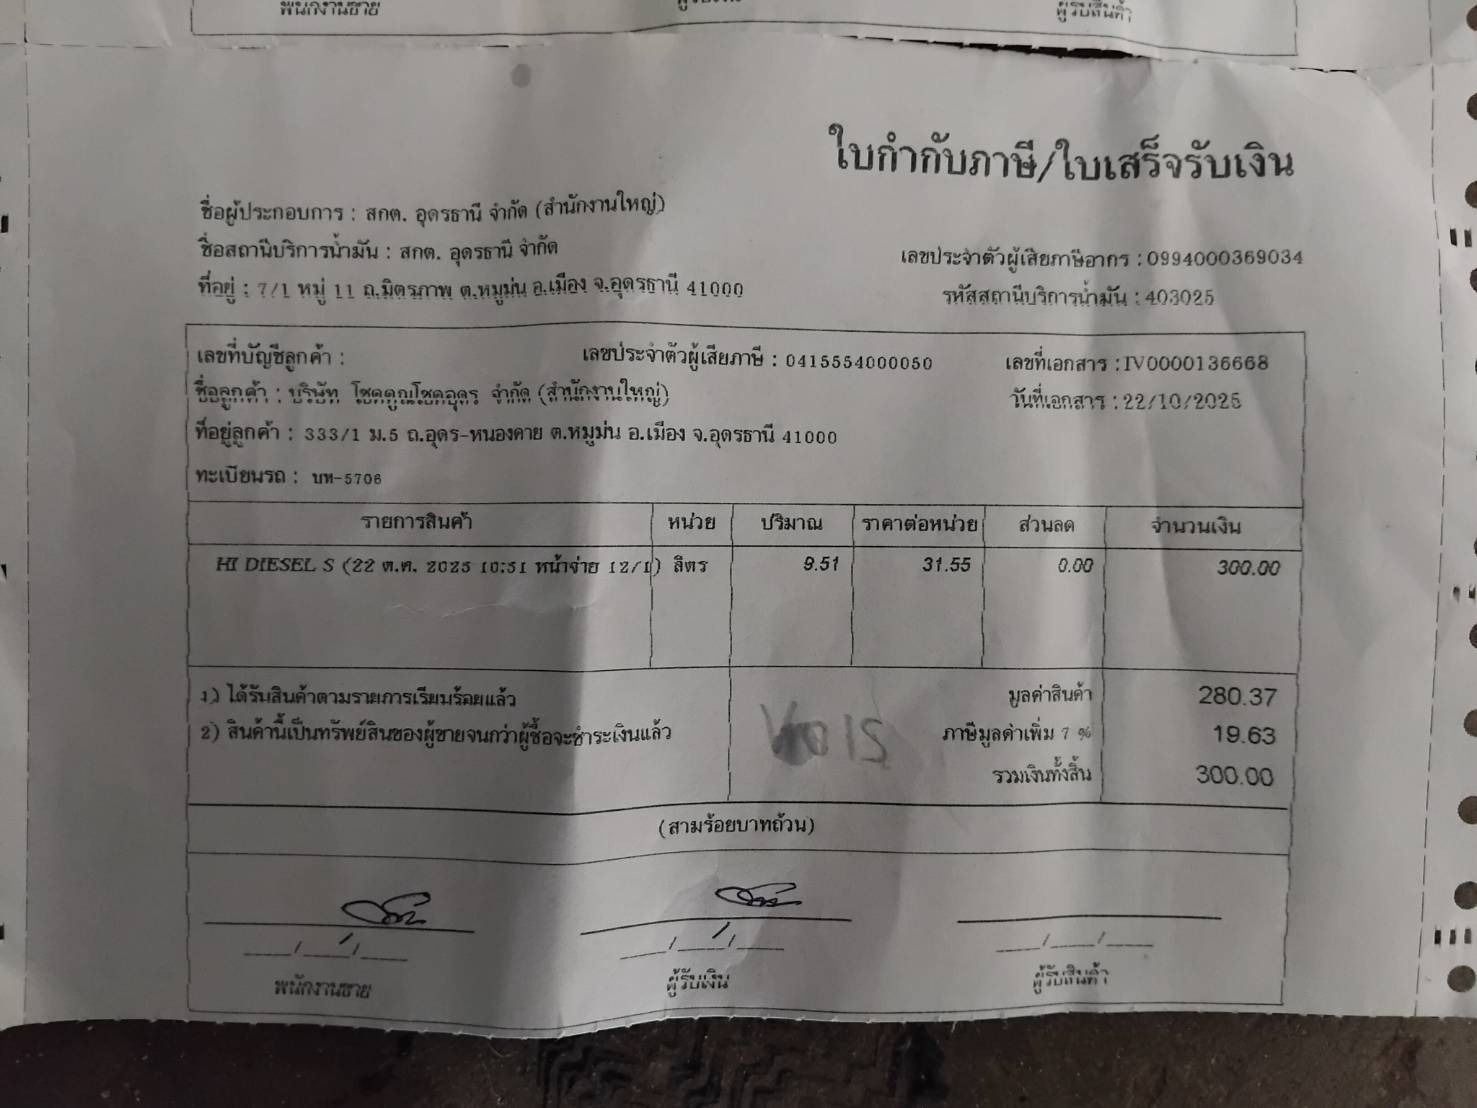 พนักงานขาย ผู้รับสินค้า
ใบกำกับภาษี/ใบเสร็จรับเงิน
ชื่อผู้ประกอบการ : สกต. อุดรธานี จำกัด (สำนักงานใหญ่)
ชื่อสถานีบริการน้ำมัน : สกต. อุดรธานี จำกัด
เลขประจำตัวผู้เสียภาษีอากร : 0994000369034
ที่อยู่ : 7/1 หมู่ 11 ถ.มิตรภาพ ต.หมูม่น อ.เมือง จ.อุดรธานี 41000
รหัสสถานีบริการน้ำมัน : 403025
เลขที่บัญชีลูกค้า : เลขประจำตัวผู้เสียภาษี : 0415554000050 เลขที่เอกสาร : IV0000136668
ชื่อลูกค้า : บริษัท โชคคูณโชคอุดร จำกัด (สำนักงานใหญ่) วันที่เอกสาร : 22/10/2025
ที่อยู่ลูกค้า : 333/1 ม.5 ถ.อุดร-หนองคาย ต.หมูม่น อ.เมือง จ.อุดรธานี 41000
ทะเบียนรถ : บท-5706
รายการสินค้า หน่วย ปริมาณ ราคาต่อหน่วย ส่วนลด จำนวนเงิน
HI DIESEL S (22 ต.ค. 2025 10:51 หน้าจ่าย 12/1) ลิตร 9.51 31.55 0.00 300.00
1) ได้รับสินค้าตามรายการเรียบร้อยแล้ว มูลค่าสินค้า 280.37
2) สินค้านี้เป็นทรัพย์สินของผู้ขายจนกว่าผู้ซื้อจะชำระเงินแล้ว ภาษีมูลค่าเพิ่ม 7 % 19.63
รวมเงินทั้งสิ้น 300.00
(สามร้อยบาทถ้วน)
พนักงานขาย ผู้รับเงิน ผู้รับสินค้า